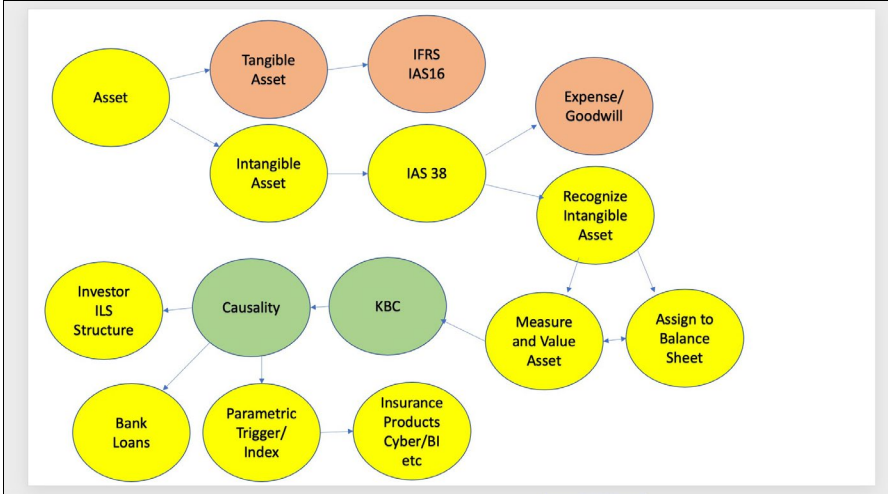 Asset
Tangible
Asset
IFRS
IAS16
Expense/
Goodwill
Intangible
Asset
IAS 38
Recognize
Intangible
Asset
Investor
ILS
Structure
Causality
KBC
Measure
and Value
Asset
Assign to
Balance
Sheet
Bank
Loans
Parametric
Trigger/
Index
Insurance
Products
Cyber/BI
etc